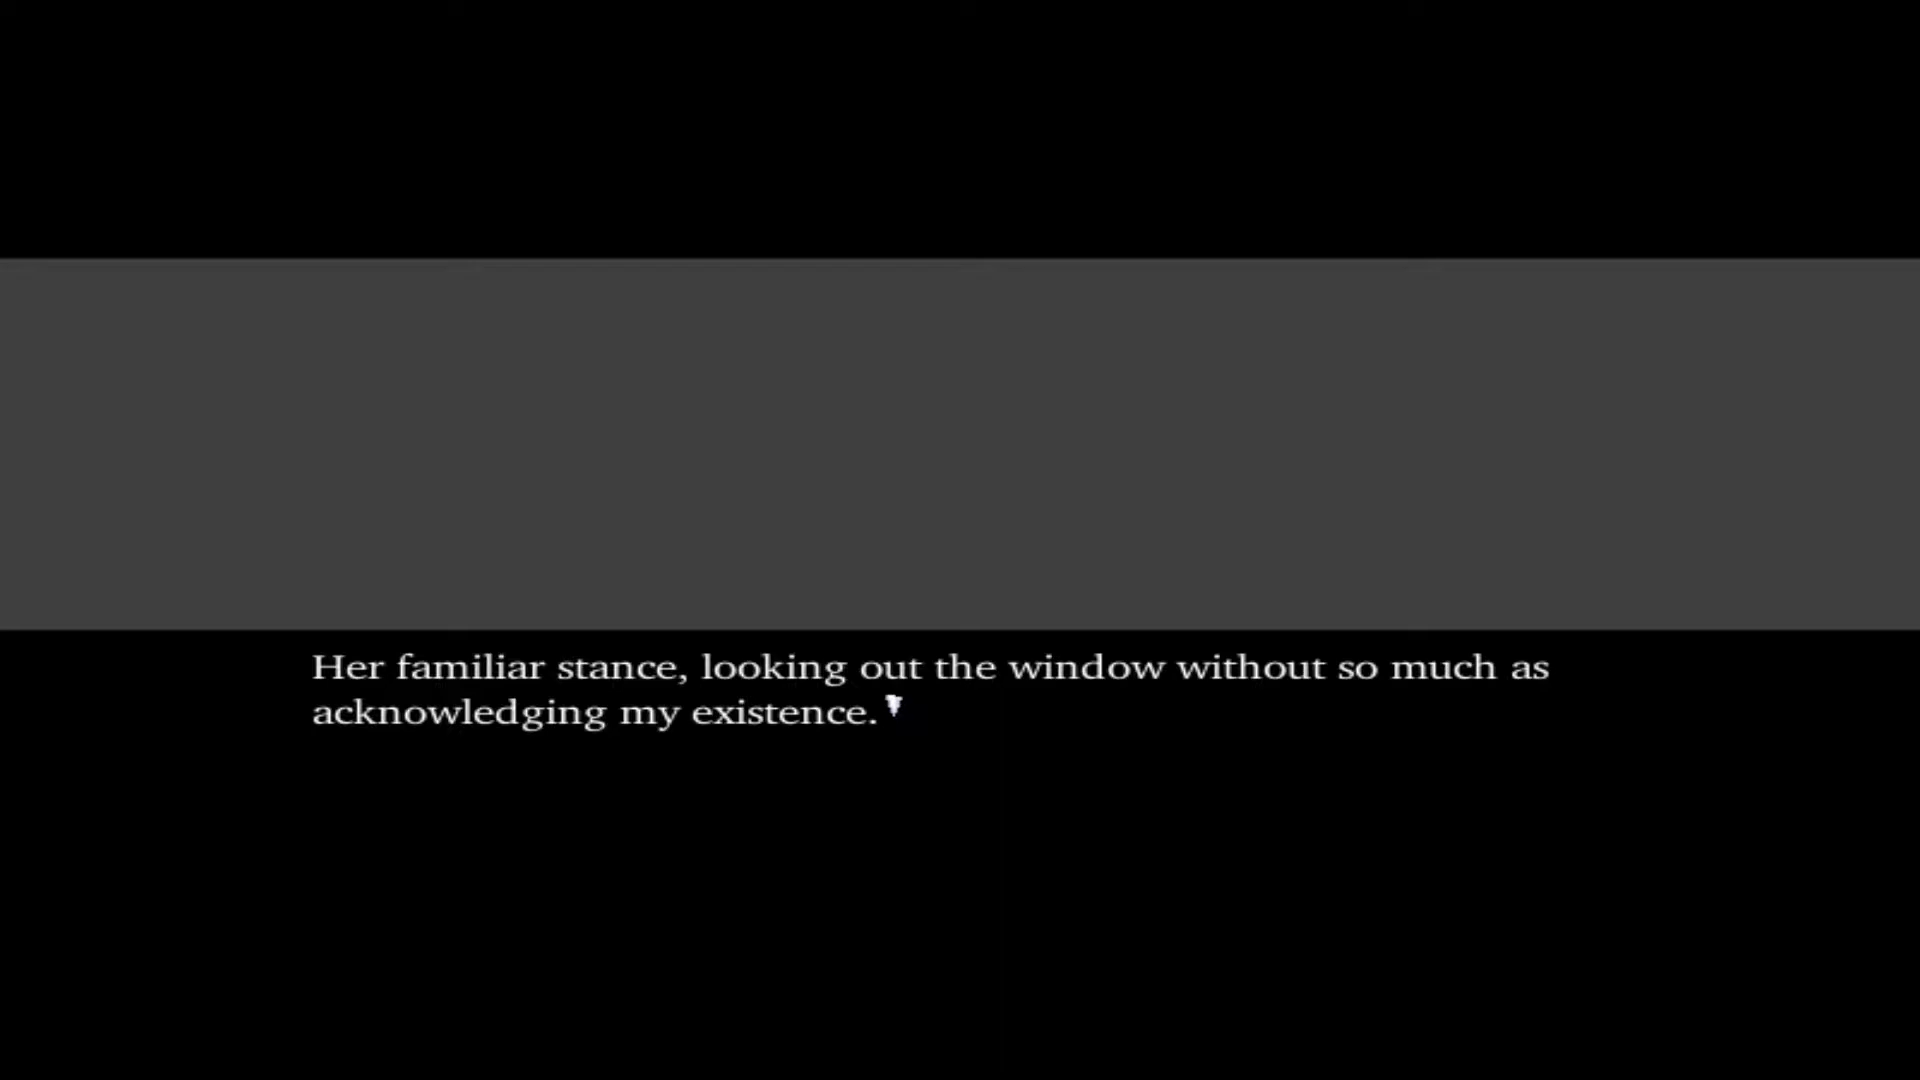 Her familiar stance, looking out the window without so much as
acknowledging my existence.